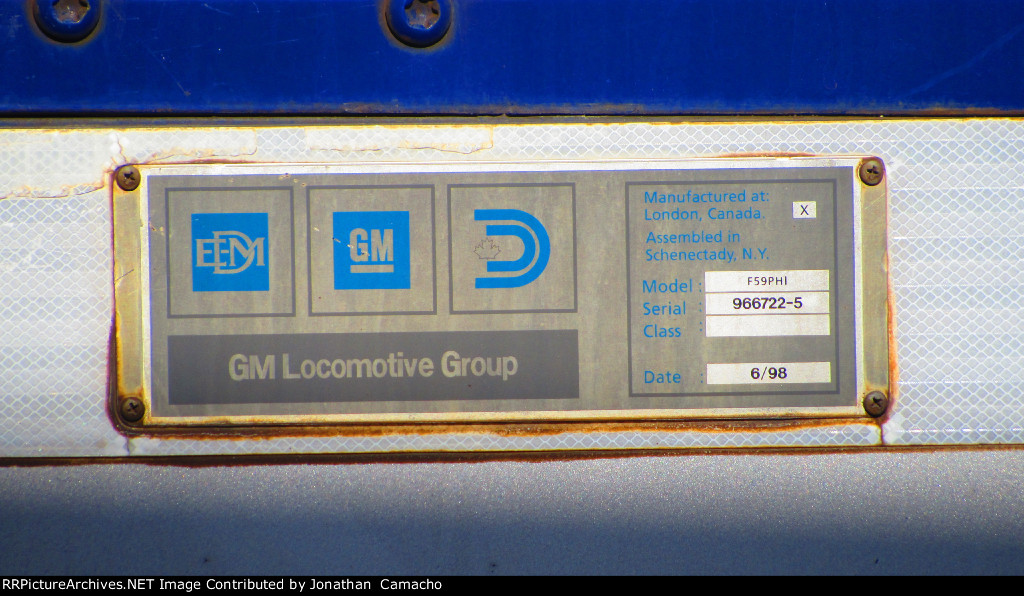 EMD
GM
D
GM Locomotive Group
Manufactured at:
London, Canada. X
Assembled in
Schenectady, N.Y.
Model : F59PHI
Serial : 966722-5
Class :
Date : 6/98
RRPictureArchives.NET Image Contributed by Jonathan Camacho